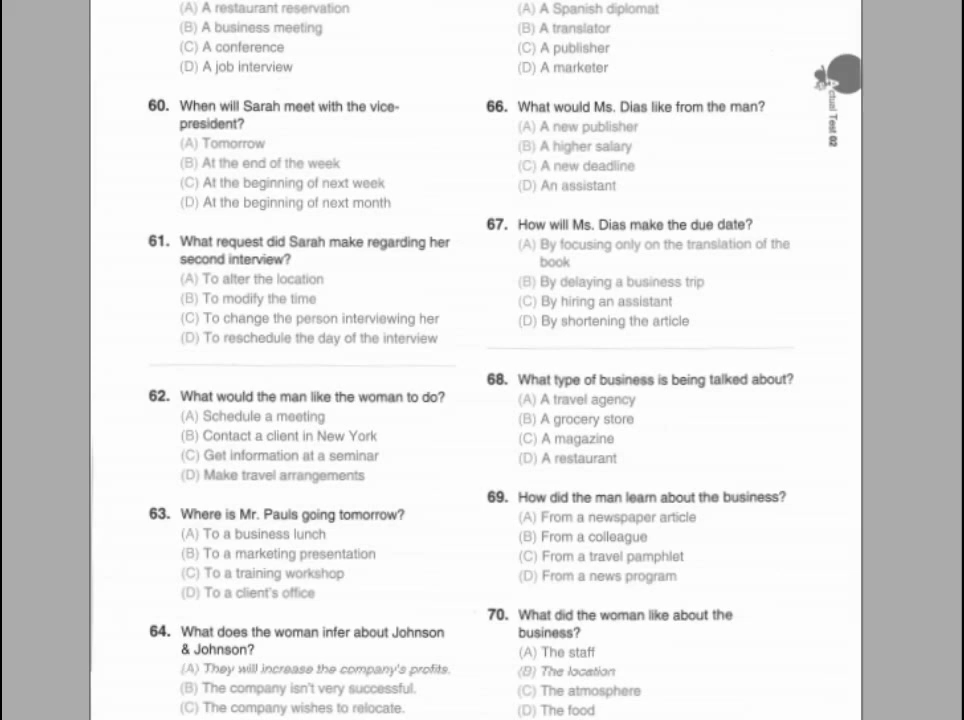 (A) A restaurant reservation
(B) A business meeting
(C) A conference
(D) A job interview
60. When will Sarah meet with the vice-
president?
(A) Tomorrow
(B) At the end of the week
(C) At the beginning of next week
(D) At the beginning of next month
61. What request did Sarah make regarding her
second interview?
(A) To alter the location
(B) To modify the time
(C) To change the person interviewing her
(D) To reschedule the day of the interview
62. What would the man like the woman to do?
(A) Schedule a meeting
(B) Contact a client in New York
(C) Get information at a seminar
(D) Make travel arrangements
63. Where is Mr. Pauls going tomorrow?
(A) To a business lunch
(B) To a marketing presentation
(C) To a training workshop
(D) To a client's office
64. What does the woman infer about Johnson
& Johnson?
(A) They will increase the company's profits.
(B) The company isn't very successful.
(C) The company wishes to relocate.
(A) A Spanish diplomat
(B) A translator
(C) A publisher
(D) A marketer
66. What would Ms. Dias like from the man?
(A) A new publisher
(B) A higher salary
(C) A new deadline
(D) An assistant
67. How will Ms. Dias make the due date?
(A) By focusing only on the translation of the
book
(B) By delaying a business trip
(C) By hiring an assistant
(D) By shortening the article
68. What type of business is being talked about?
(A) A travel agency
(B) A grocery store
(C) A magazine
(D) A restaurant
69. How did the man learn about the business?
(A) From a newspaper article
(B) From a colleague
(C) From a travel pamphlet
(D) From a news program
70. What did the woman like about the
business?
(A) The staff
(B) The location
(C) The atmosphere
(D) The food
Actual Test 02